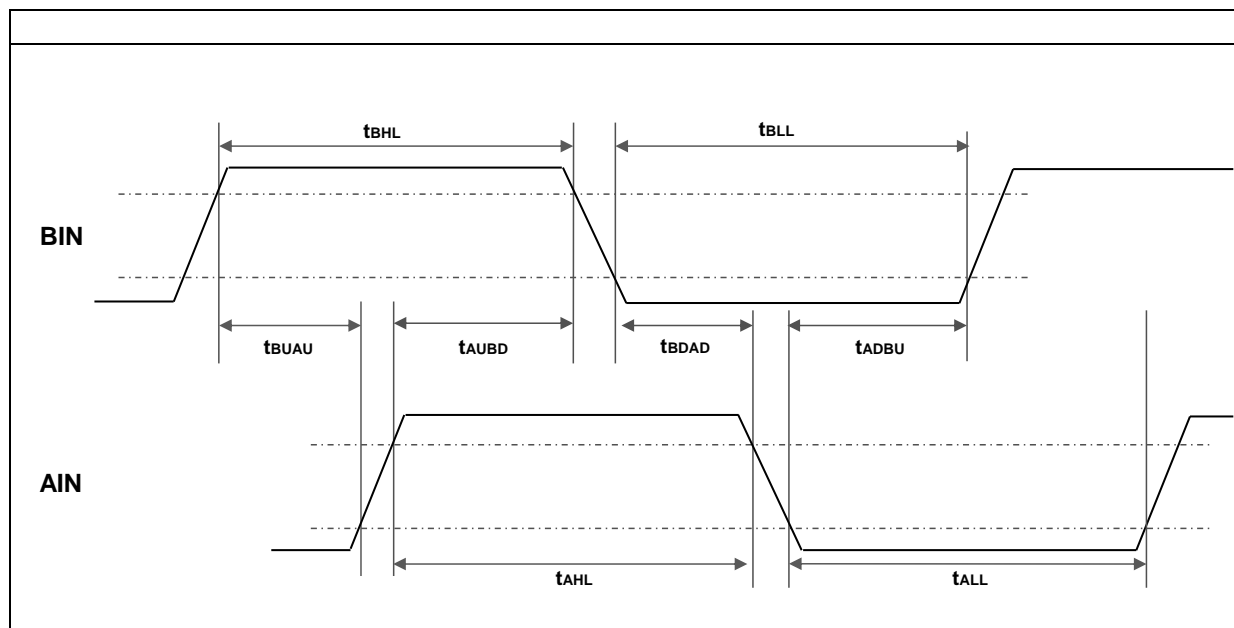 tBHL
tBLL
BIN
tBUAU
tAUBD
tBDAD
tADBU
AIN
tAHL
tALL